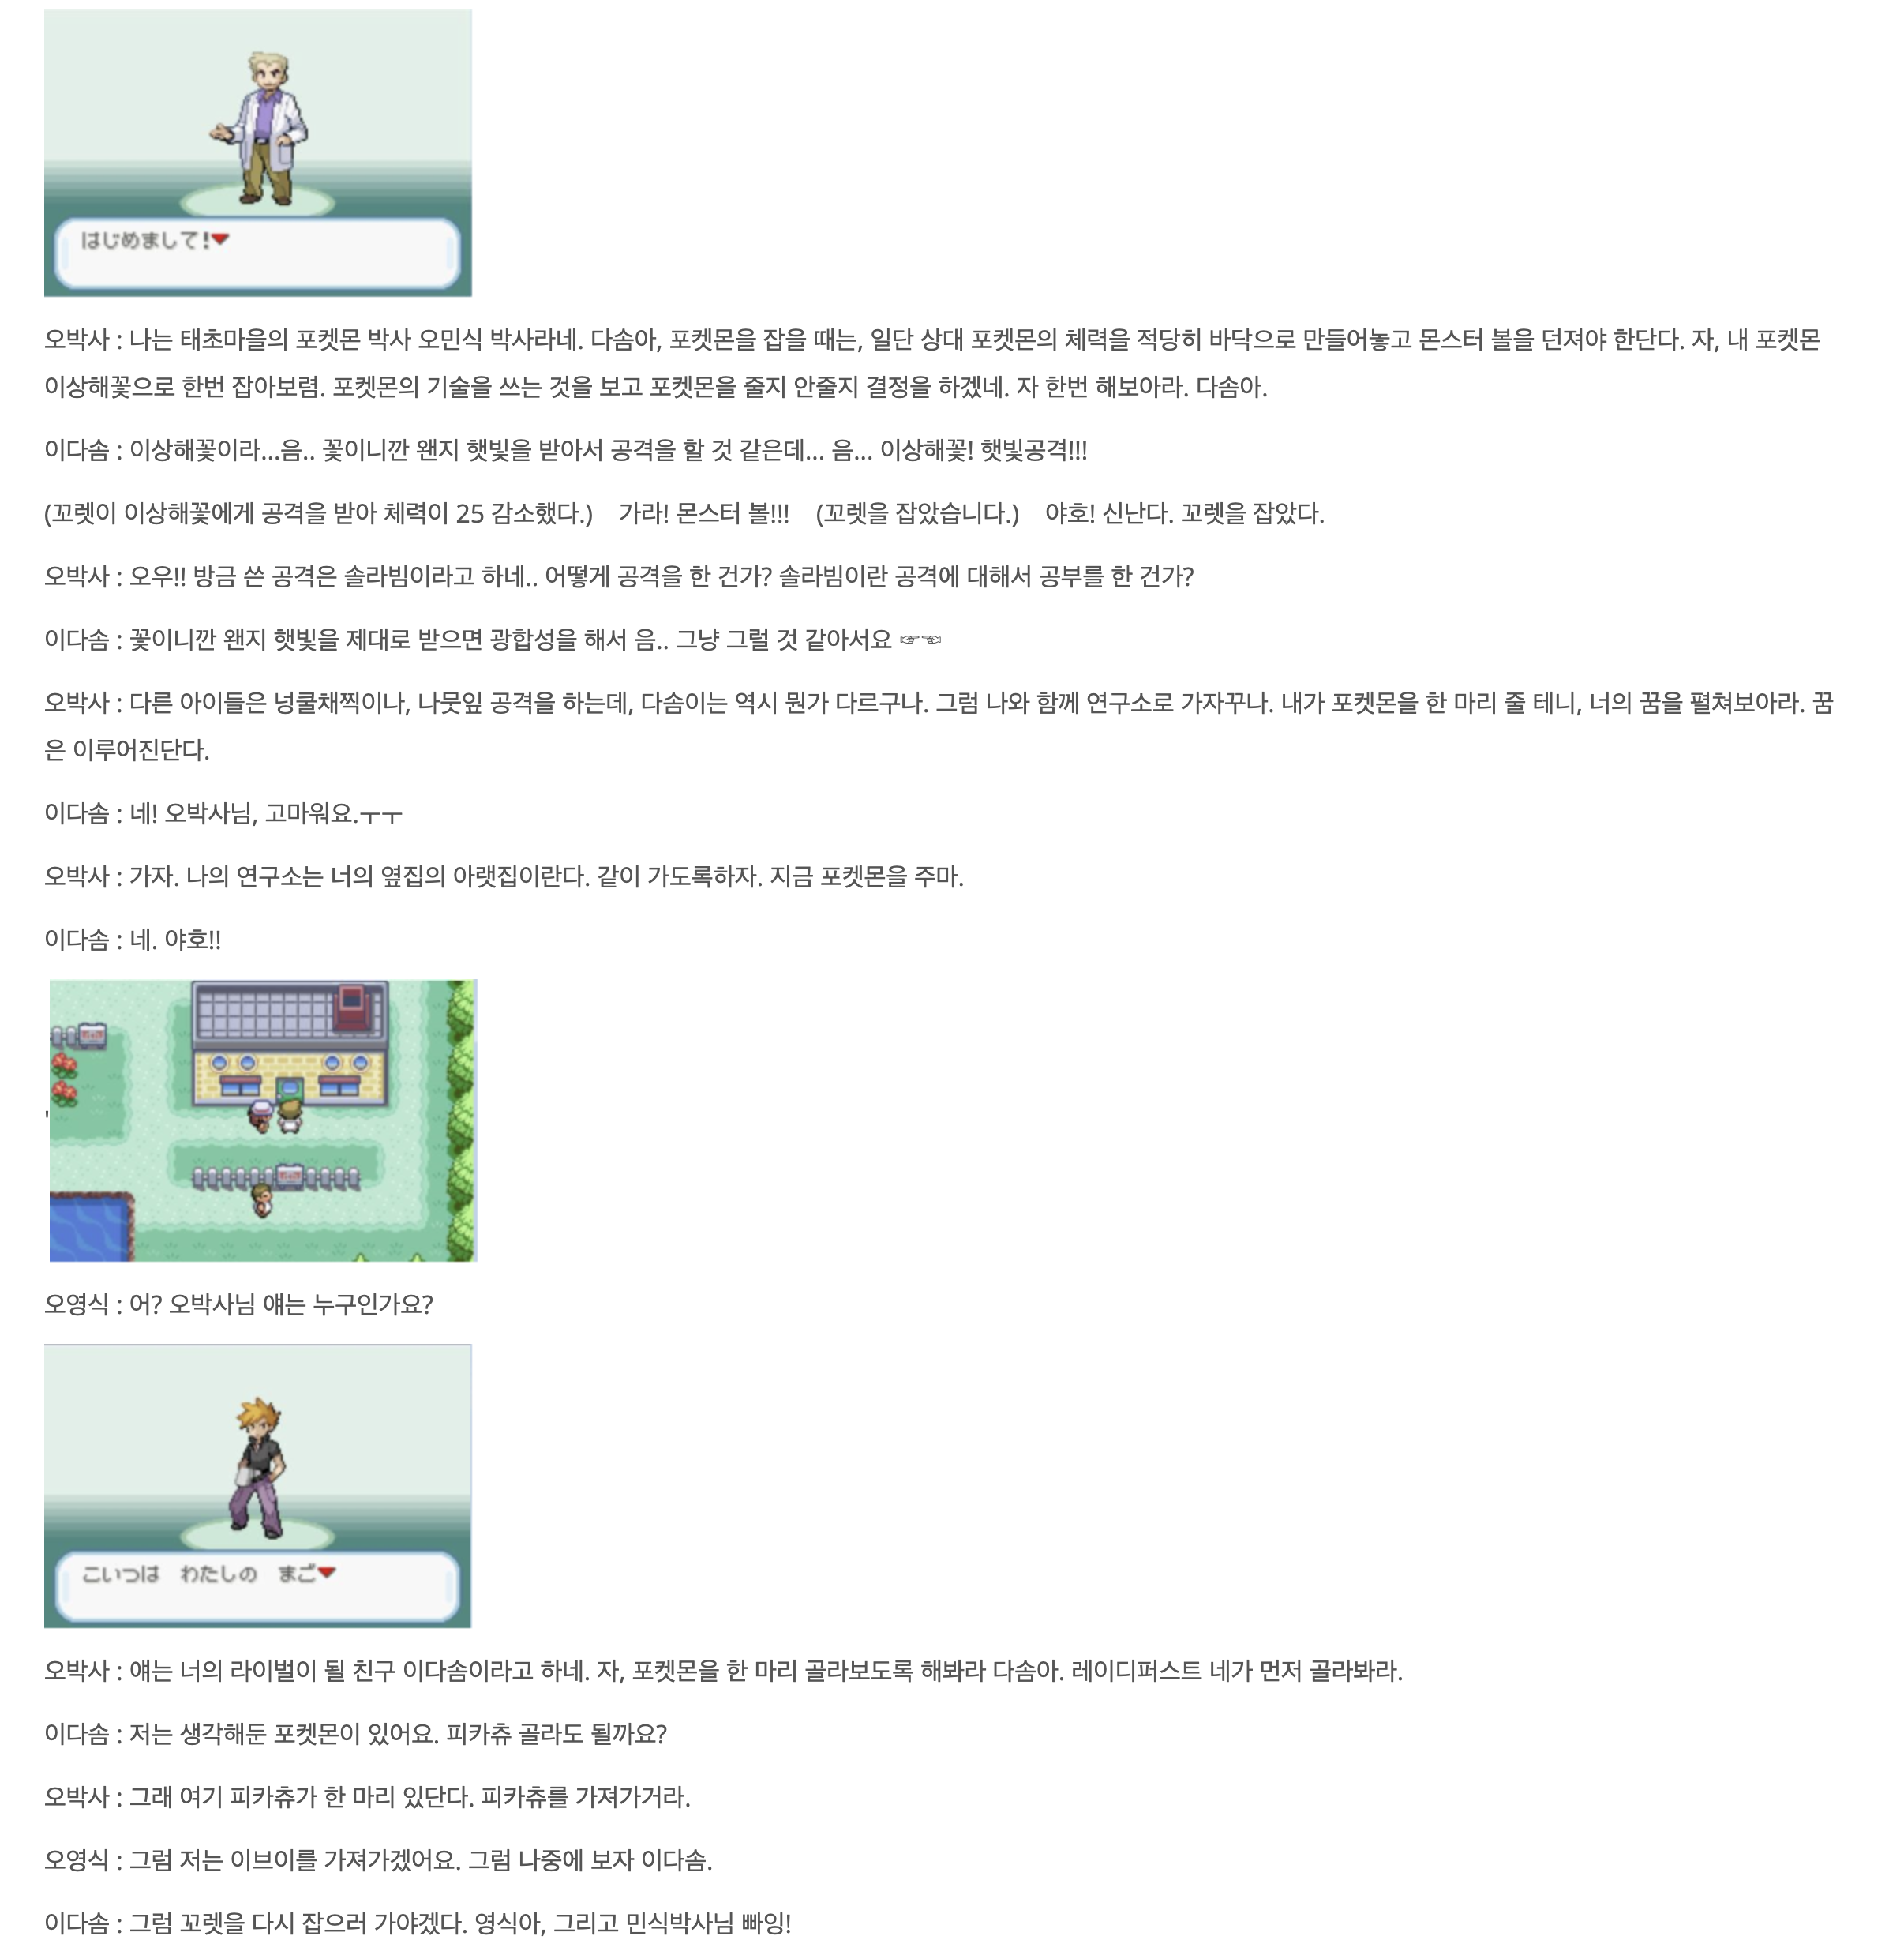 はじめまして!
오박사 : 나는 태초마을의 포켓몬 박사 오민식 박사라네. 다솜아, 포켓몬을 잡을 때는, 일단 상대 포켓몬의 체력을 적당히 바닥으로 만들어놓고 몬스터 볼을 던져야 한단다. 자, 내 포켓몬
이상해꽃으로 한번 잡아보렴. 포켓몬의 기술을 쓰는 것을 보고 포켓몬을 줄지 안줄지 결정을 하겠네. 자 한번 해보아라. 다솜아.
이다솜 : 이상해꽃이라...음.. 꽃이니깐 왠지 햇빛을 받아서 공격을 할 것 같은데... 음... 이상해꽃! 햇빛공격!!!
(꼬렛이 이상해꽃에게 공격을 받아 체력이 25 감소했다.) 가라! 몬스터 볼!!! (꼬렛을 잡았습니다.) 야호! 신난다. 꼬렛을 잡았다.
오박사 : 오우!! 방금 쓴 공격은 솔라빔이라고 하네.. 어떻게 공격을 한 건가? 솔라빔이란 공격에 대해서 공부를 한 건가?
이다솜 : 꽃이니깐 왠지 햇빛을 제대로 받으면 광합성을 해서 음.. 그냥 그럴 것 같아서요 ☞☜
오박사 : 다른 아이들은 넝쿨채찍이나, 나뭇잎 공격을 하는데, 다솜이는 역시 뭔가 다르구나. 그럼 나와 함께 연구소로 가자꾸나. 내가 포켓몬을 한 마리 줄 테니, 너의 꿈을 펼쳐보아라. 꿈
은 이루어진단다.
이다솜 : 네! 오박사님, 고마워요.ㅜㅜ
오박사 : 가자. 나의 연구소는 너의 옆집의 아랫집이란다. 같이 가도록하자. 지금 포켓몬을 주마.
이다솜 : 네. 야호!!
'
오영식 : 어? 오박사님 얘는 누구인가요?
こいつは わたしの まご
오박사 : 얘는 너의 라이벌이 될 친구 이다솜이라고 하네. 자, 포켓몬을 한 마리 골라보도록 해봐라 다솜아. 레이디퍼스트 네가 먼저 골라봐라.
이다솜 : 저는 생각해둔 포켓몬이 있어요. 피카츄 골라도 될까요?
오박사 : 그래 여기 피카츄가 한 마리 있단다. 피카츄를 가져가거라.
오영식 : 그럼 저는 이브이를 가져가겠어요. 그럼 나중에 보자 이다솜.
이다솜 : 그럼 꼬렛을 다시 잡으러 가야겠다. 영식아, 그리고 민식박사님 빠잉!